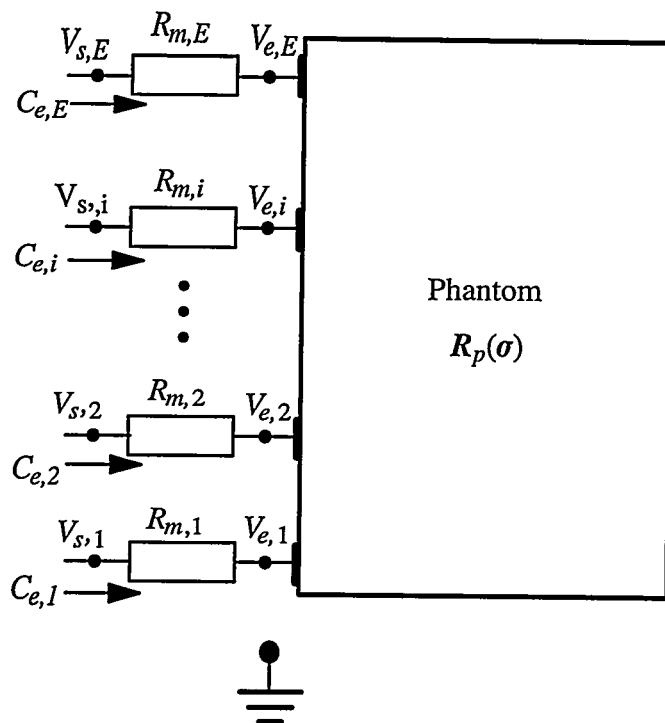 V_{s,E} R_{m,E} V_{e,E}
C_{e,E}
V_{s,,i} R_{m,i} V_{e,i}
C_{e,i}
Phantom
R_p(σ)
V_{s,2} R_{m,2} V_{e,2}
C_{e,2}
V_{s,1} R_{m,1} V_{e,1}
C_{e,1}